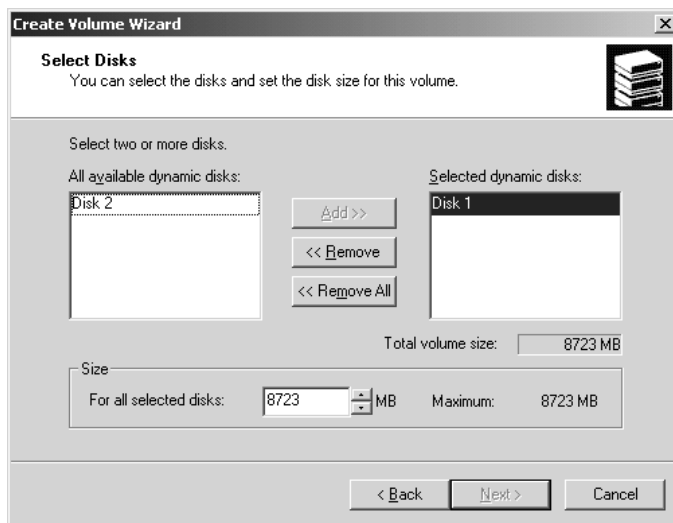 Create Volume Wizard
Select Disks
You can select the disks and set the disk size for this volume.
Select two or more disks.
All available dynamic disks:
Selected dynamic disks:
Disk 2
Add >>
Disk 1
<< Remove
<< Remove All
Total volume size: 8723 MB
Size
For all selected disks: 8723 MB Maximum: 8723 MB
< Back Next > Cancel